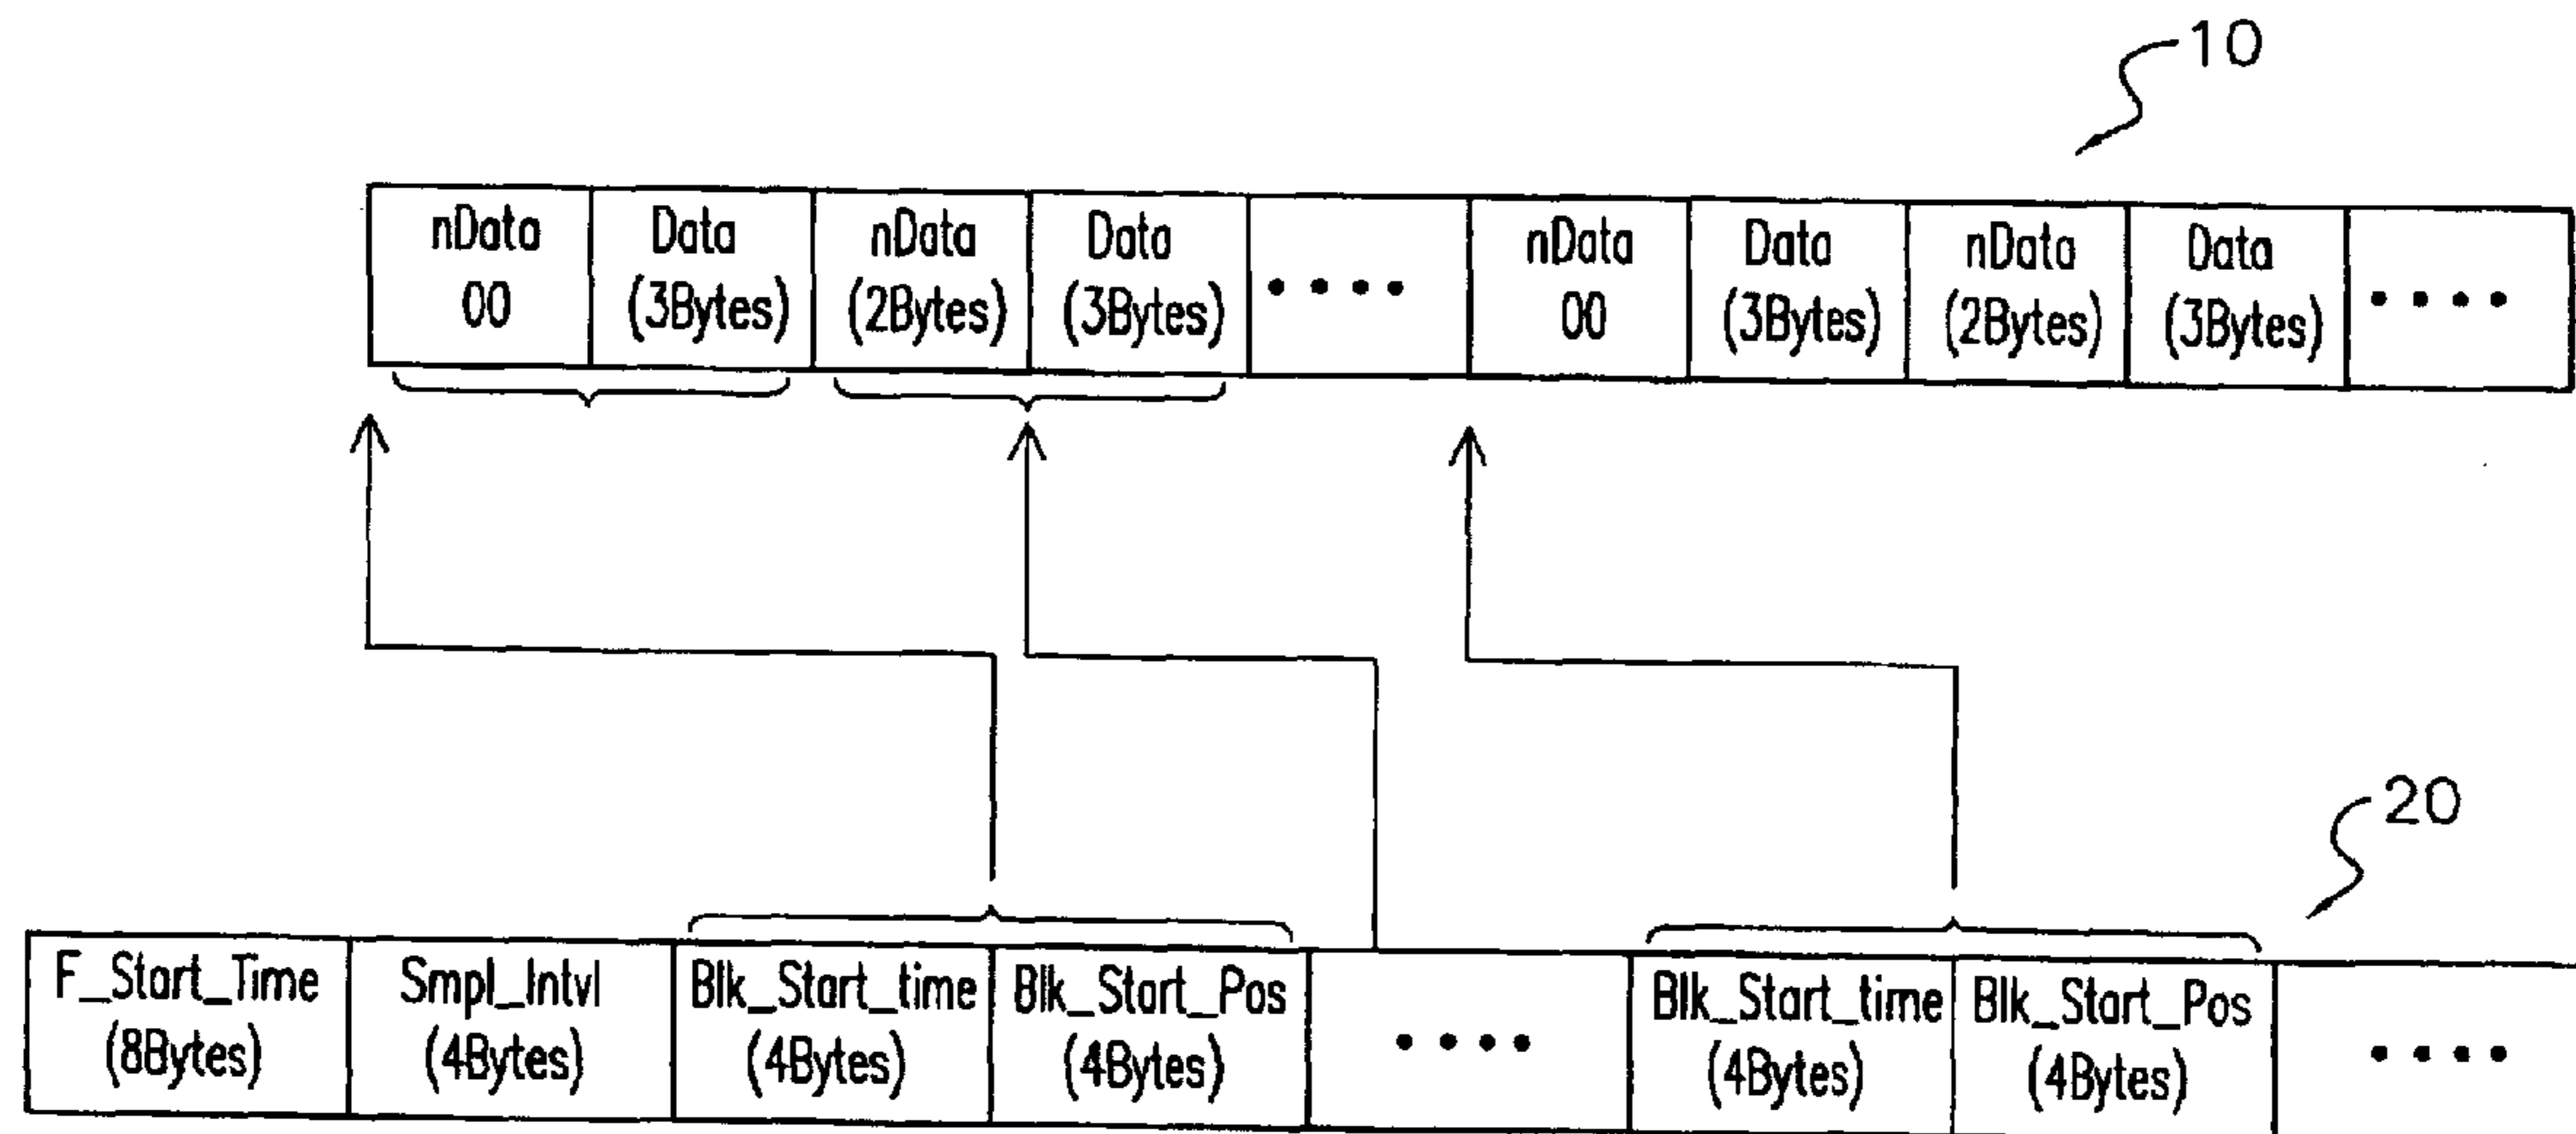 10
nData Data nData Data .... nData Data nData Data ....
00 (3Bytes) (2Bytes) (3Bytes) 00 (3Bytes) (2Bytes) (3Bytes)
20
F_Start_Time Smpl_Intvl Blk_Start_time Blk_Start_Pos .... Blk_Start_time Blk_Start_Pos ....
(8Bytes) (4Bytes) (4Bytes) (4Bytes) (4Bytes) (4Bytes)